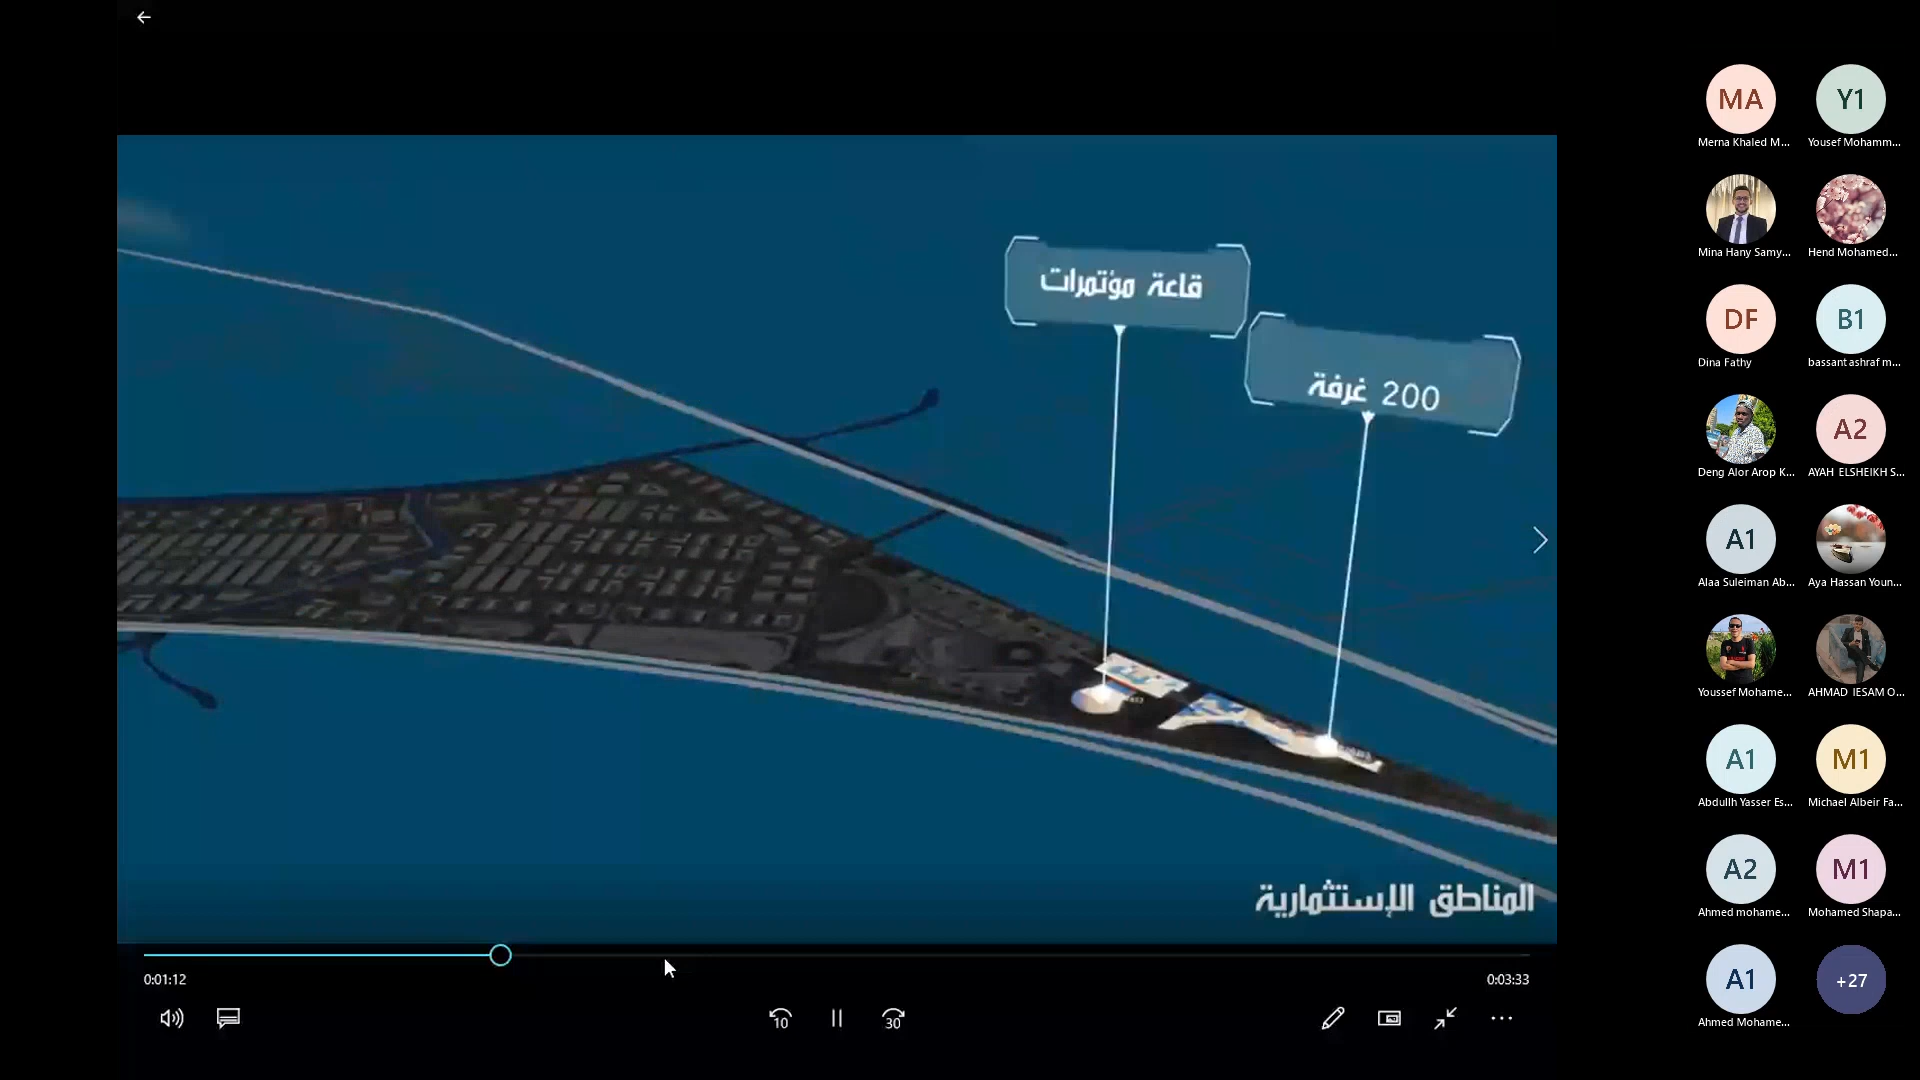 قاعة مؤتمرات
200 غرفة
المناطق الإستثمارية
0:01:12
0:03:33
10
30
MA
Merna Khaled M...
Y1
Yousef Mohamm...
Mina Hany Samy...
Hend Mohamed...
DF
Dina Fathy
B1
bassant ashraf m...
Deng Alor Arop K...
A2
AYAH ELSHEIKH S...
A1
Alaa Suleiman Ab...
Aya Hassan Youn...
Youssef Mohame...
AHMAD IESAM O...
A1
Abdullh Yasser Es...
M1
Michael Albeir Fa...
A2
Ahmed mohame...
M1
Mohamed Shapa...
A1
Ahmed Mohame...
+27